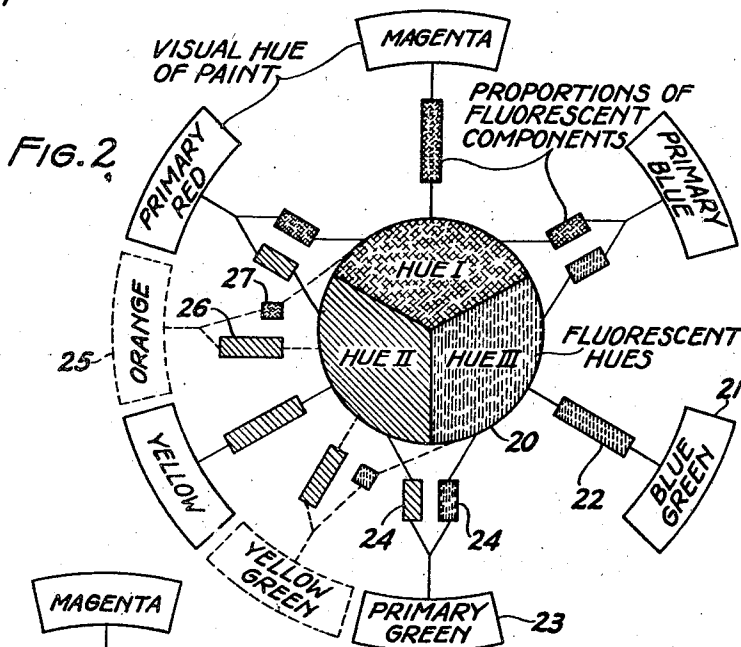 MAGENTA
VISUAL HUE
OF PAINT
PROPORTIONS OF
FLUORESCENT
COMPONENTS
FIG. 2
PRIMARY
RED
PRIMARY
BLUE
HUE I
27
ORANGE
26
HUE II
HUE III
FLUORESCENT
HUES
25
21
20
YELLOW
22
BLUE
GREEN
24
24
YELLOW
GREEN
MAGENTA
PRIMARY
GREEN
23